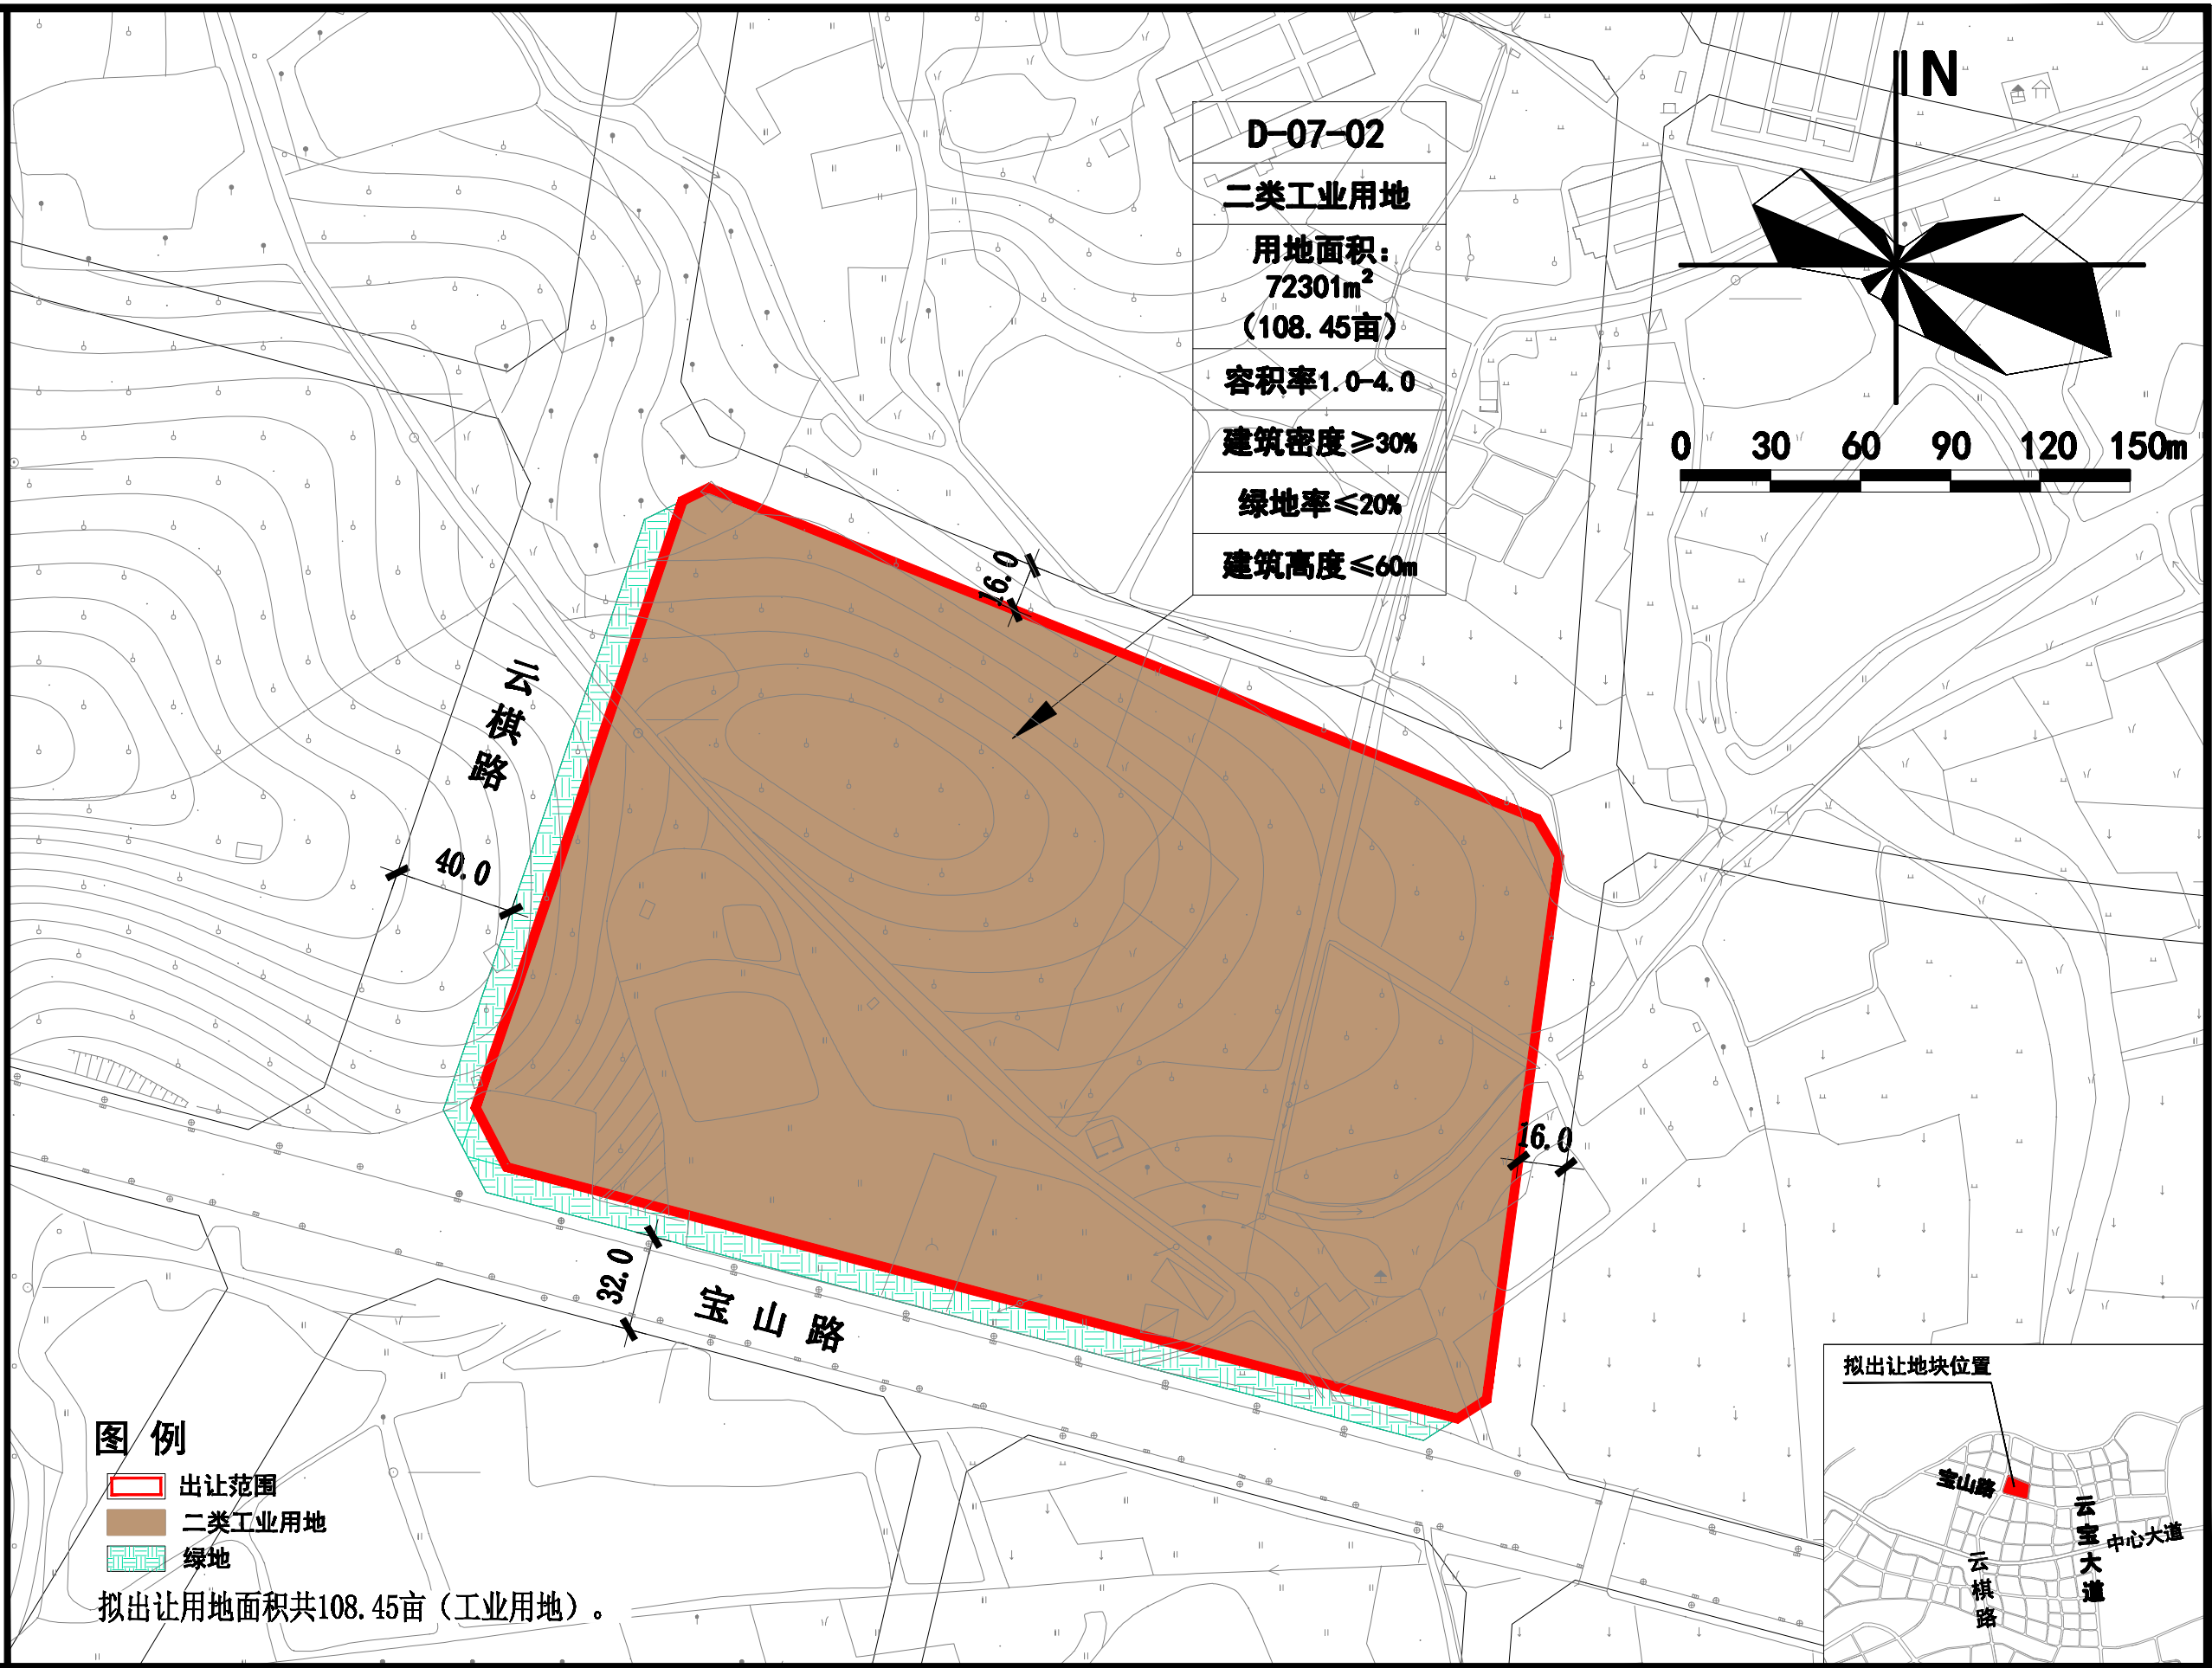 N
D-07-02
二类工业用地
用地面积:
72301m²
(108.45亩)
容积率1.0-4.0
建筑密度≥30%
绿地率≤20%
建筑高度≤60m
0 30 60 90 120 150m
16.0
云棋路
40.0
16.0
32.0
宝山路
图 例
出让范围
二类工业用地
绿地
拟出让用地面积共108.45亩（工业用地）。
拟出让地块位置
宝山路
云宝大道
中心大道
云棋路